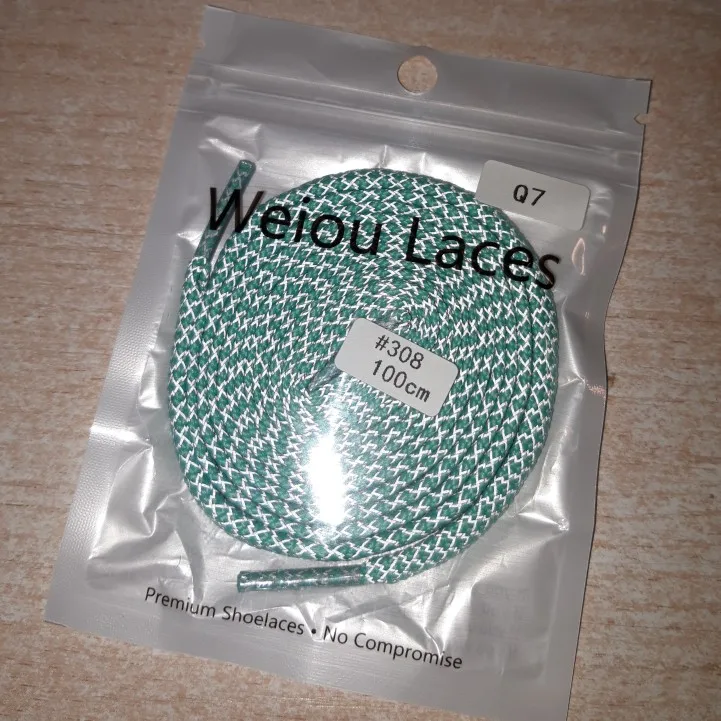 Q7
Weiou Laces
#308
100cm
Premium Shoelaces • No Compromise